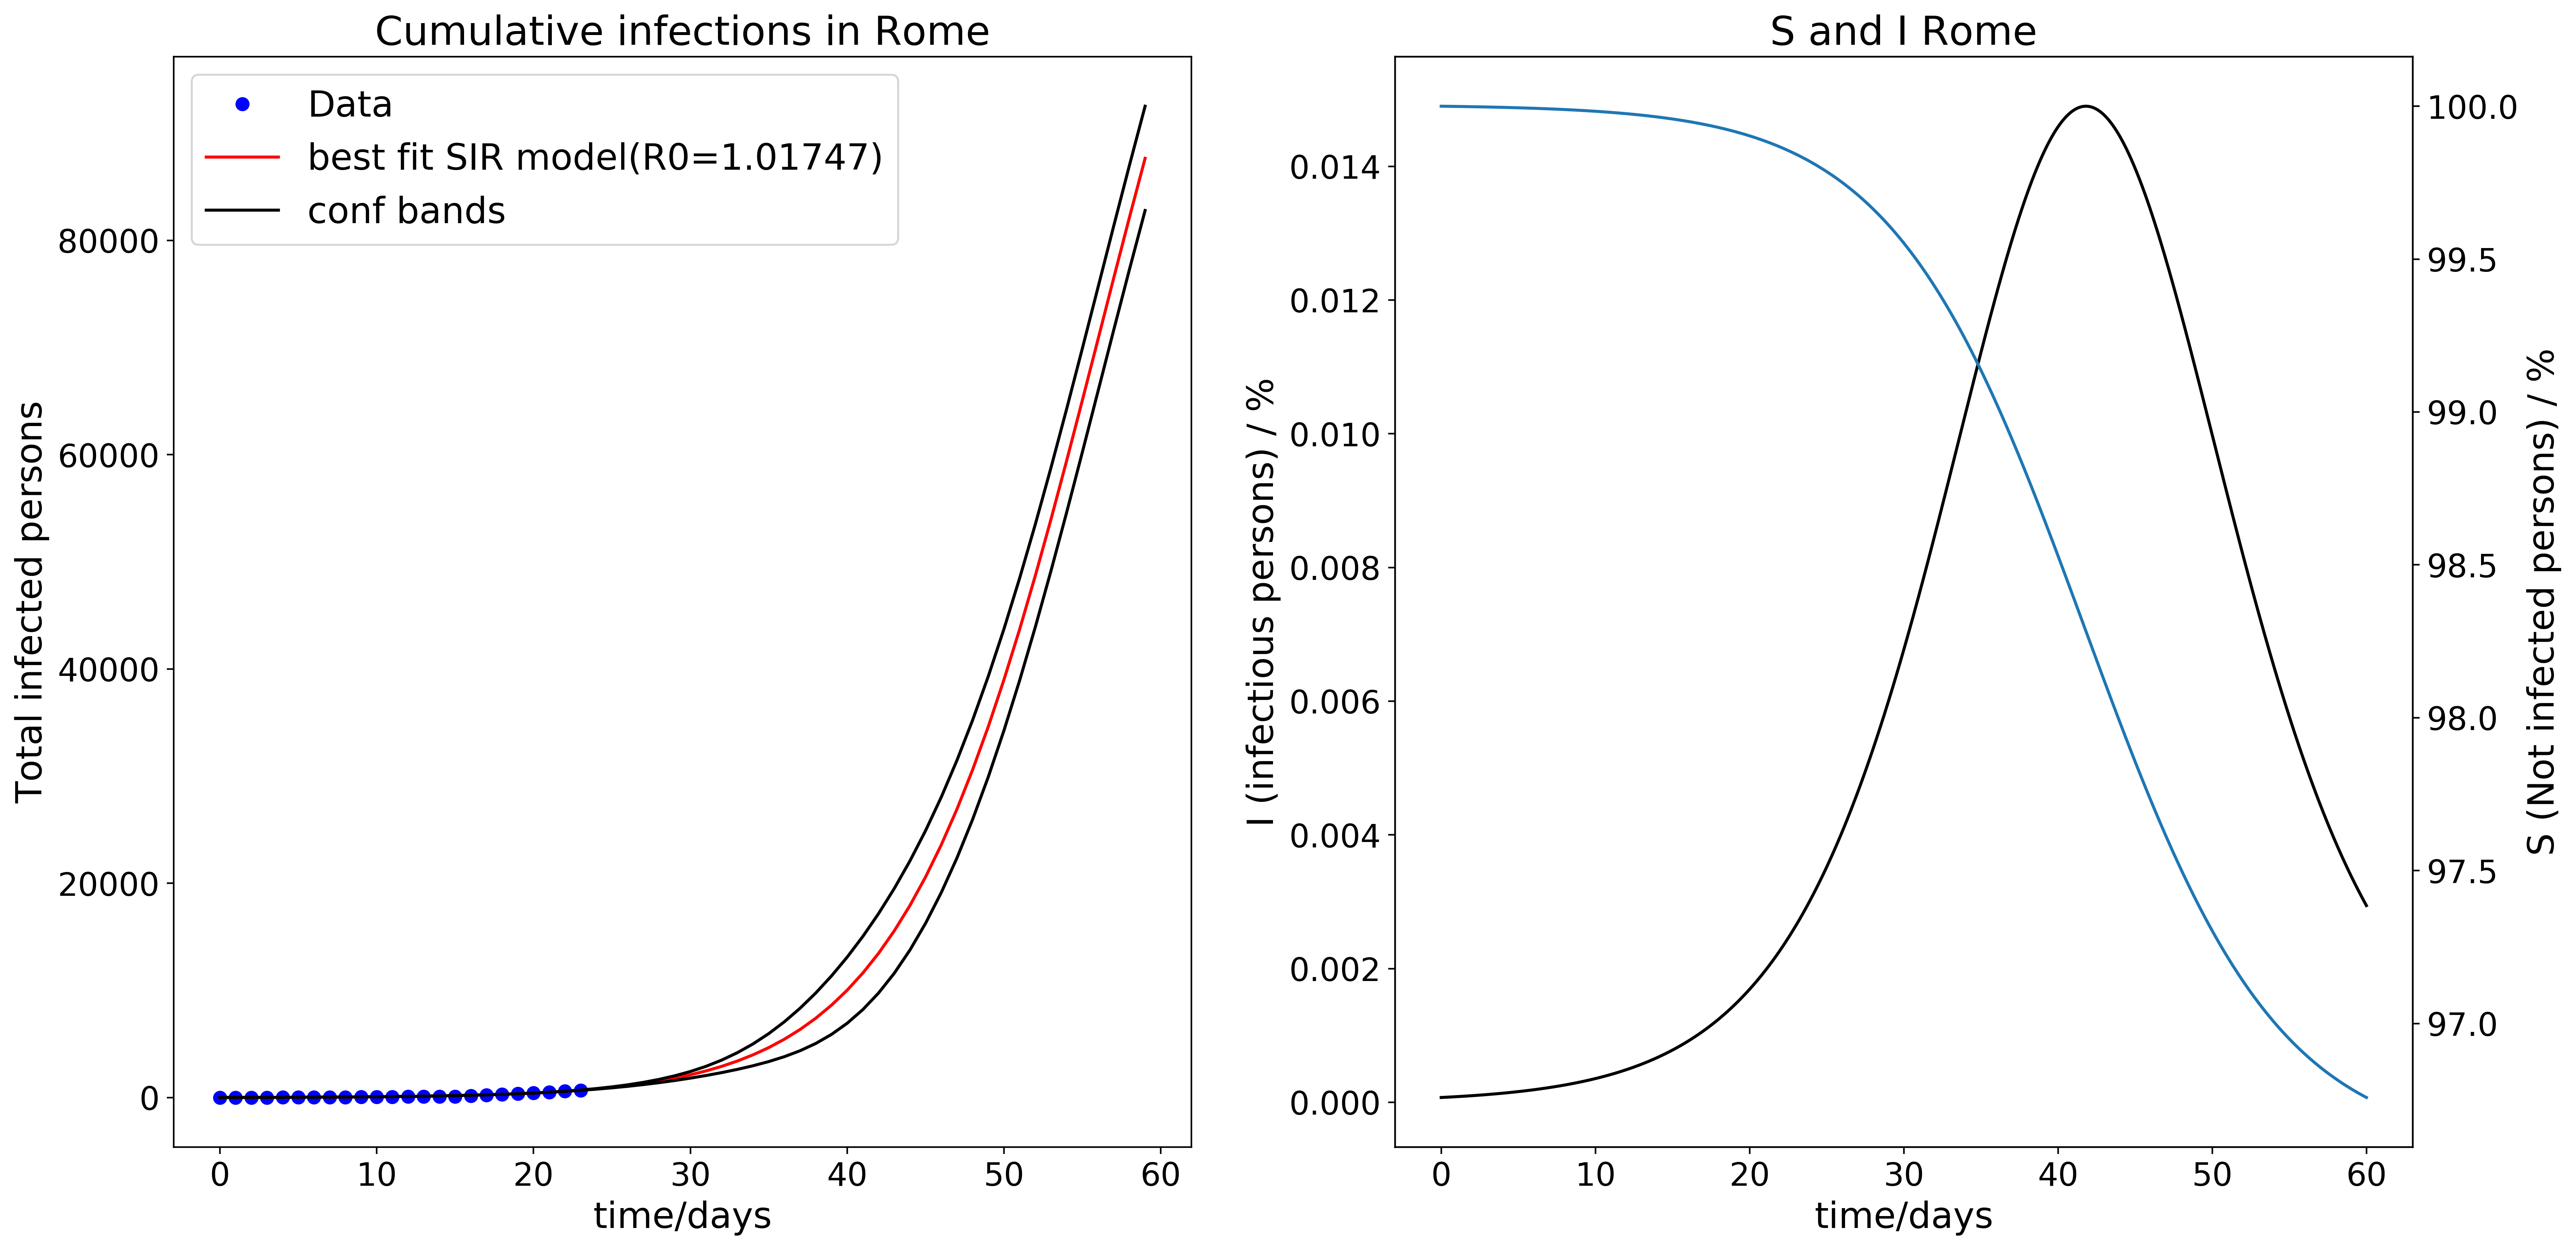 Cumulative infections in Rome
Data
best fit SIR model(R0=1.01747)
conf bands
Total infected persons
80000
60000
40000
20000
0
0 10 20 30 40 50 60
time/days
S and I Rome
I (infectious persons) / %
0.014
0.012
0.010
0.008
0.006
0.004
0.002
0.000
0 10 20 30 40 50 60
time/days
100.0
99.5
99.0
98.5
98.0
97.5
97.0
S (Not infected persons) / %